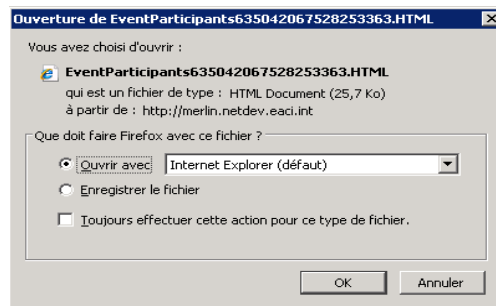 Ouverture de EventParticipants635042067528253363.HTML
Vous avez choisi d'ouvrir :
EventParticipants635042067528253363.HTML
qui est un fichier de type : HTML Document (25,7 Ko)
à partir de : http://merlin.netdev.eaci.int
Que doit faire Firefox avec ce fichier ?
Ouvrir avec Internet Explorer (défaut)
Enregistrer le fichier
Toujours effectuer cette action pour ce type de fichier.
OK Annuler